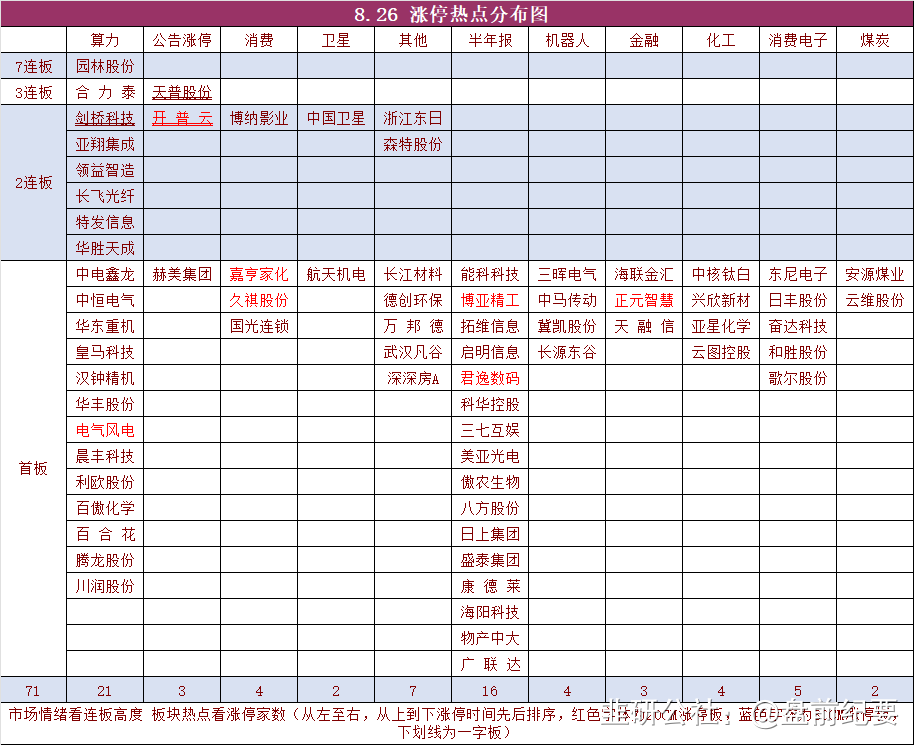 8.26 涨停热点分布图
算力 公告涨停 消费 卫星 其他 半年报 机器人 金融 化工 消费电子 煤炭
7连板 园林股份
3连板 合力泰 天普股份
剑桥科技 开普云 博纳影业 中国卫星 浙江东日
亚翔集成 森特股份
2连板 领益智造
长飞光纤
特发信息
华胜天成
中电鑫龙 赫美集团 嘉亨家化 航天机电 长江材料 能科科技 三晖电气 海联金汇 中核钛白 东尼电子 安源煤业
中恒电气 久祺股份 德创环保 博亚精工 中马传动 正元智慧 兴欣新材 日丰股份 云维股份
华东重机 国光连锁 万邦德 拓维信息 冀凯股份 天融信 亚星化学 奋达科技
皇马科技 武汉凡谷 启明信息 长源东谷 云图控股 和胜股份
汉钟精机 深深房A 君逸数码 歌尔股份
华丰股份 科华控股
电气风电 三七互娱
首板 晨丰科技 美亚光电
利欧股份 傲农生物
百傲化学 八方股份
百合花 日上集团
腾龙股份 盛泰集团
川润股份 康德莱
海阳科技
物产中大
广联达
71 21 3 4 2 7 16 4 3 4 5 2
市场情绪看连板高度 板块热点看涨停家数（从左至右，从上到下涨停时间先后排序，红色
下划线为一字板）
韭研公社：@盘前纪要